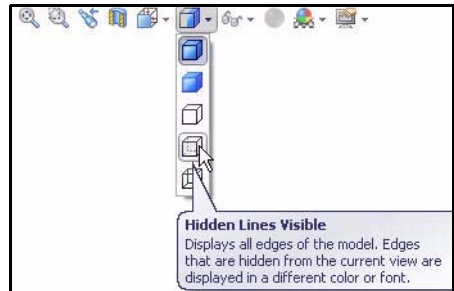 Hidden Lines Visible
Displays all edges of the model. Edges
that are hidden from the current view are
displayed in a different color or font.